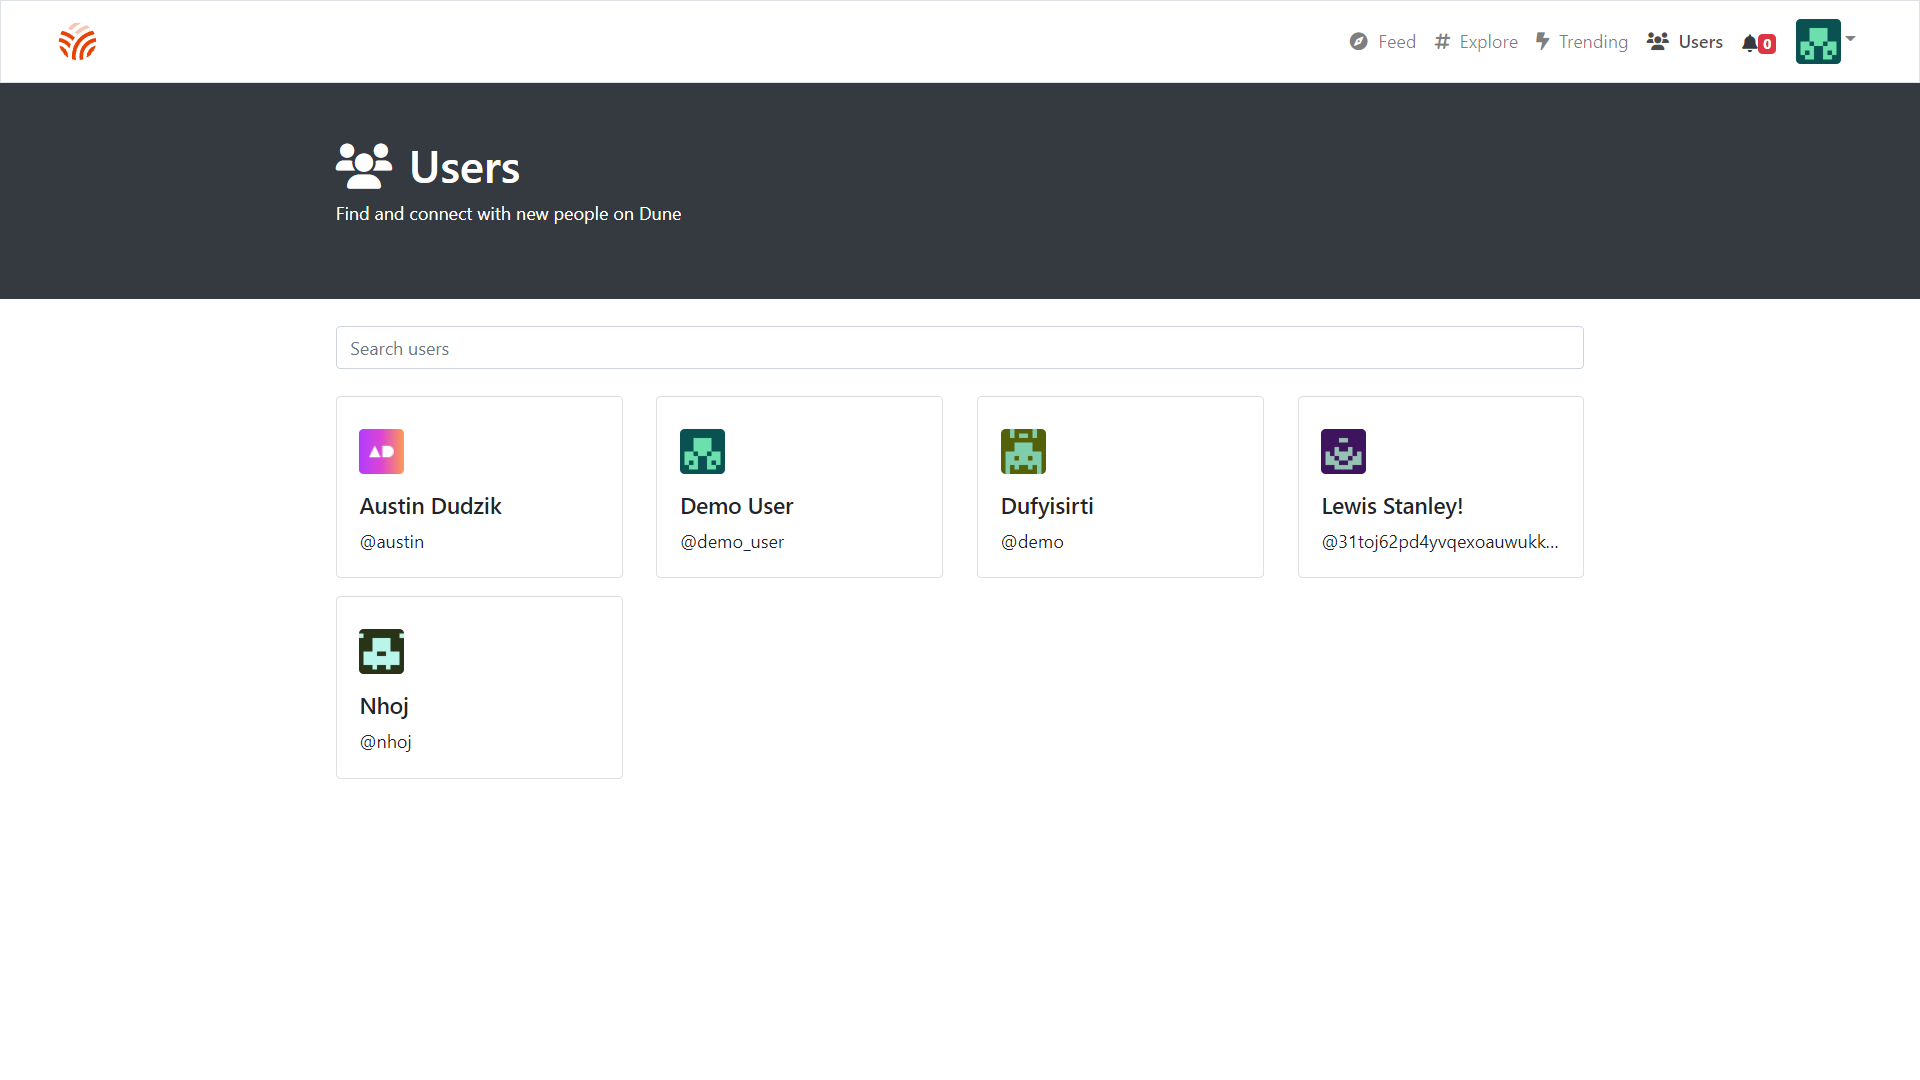 Feed Explore Trending Users 0
Users
Find and connect with new people on Dune
Search users
AD
Austin Dudzik
@austin
Demo User
@demo_user
Dufyisirti
@demo
Lewis Stanley!
@31toj62pd4yvqexoauwukk...
Nhoj
@nhoj